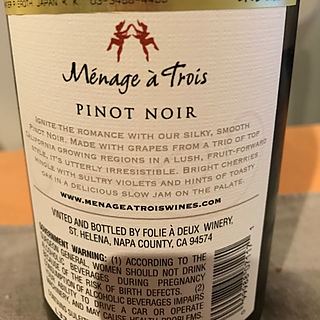 PIEROTH JAPAN K.K. 03-3458-4455
Ménage à Trois
PINOT NOIR
IGNITE THE ROMANCE WITH OUR SILKY, SMOOTH
PINOT NOIR. MADE WITH GRAPES FROM A TRIO OF TOP
CALIFORNIA GROWING REGIONS IN A LUSH, FRUIT-FORWARD
STYLE, IT'S UTTERLY IRRESISTIBLE. BRIGHT CHERRIES
MINGLE WITH SULTRY VIOLETS AND HINTS OF TOASTY
OAK IN A DELICIOUS SLOW JAM ON THE PALATE.
WWW.MENAGEATROISWINES.COM
VINTED AND BOTTLED BY FOLIE À DEUX WINERY,
ST. HELENA, NAPA COUNTY, CA 94574
GOVERNMENT WARNING: (1) ACCORDING TO THE
SURGEON GENERAL, WOMEN SHOULD NOT DRINK
ALCOHOLIC BEVERAGES DURING PREGNANCY
BECAUSE OF THE RISK OF BIRTH DEFECTS. (2)
CONSUMPTION OF ALCOHOLIC BEVERAGES IMPAIRS
YOUR ABILITY TO DRIVE A CAR OR OPERATE
MAY CAUSE HEALTH PROBLEMS.